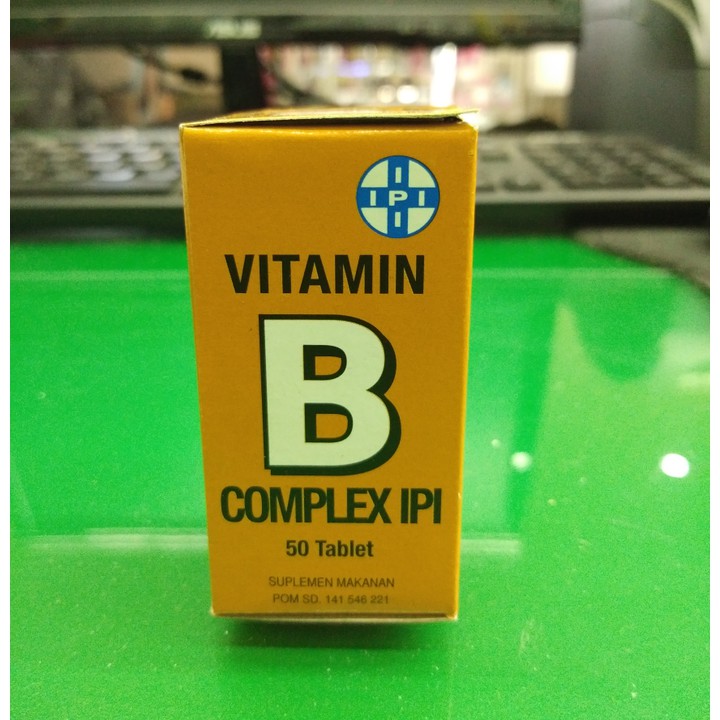 IPI
VITAMIN
B
COMPLEX IPI
50 Tablet
SUPLEMEN MAKANAN
POM SD. 141 546 221